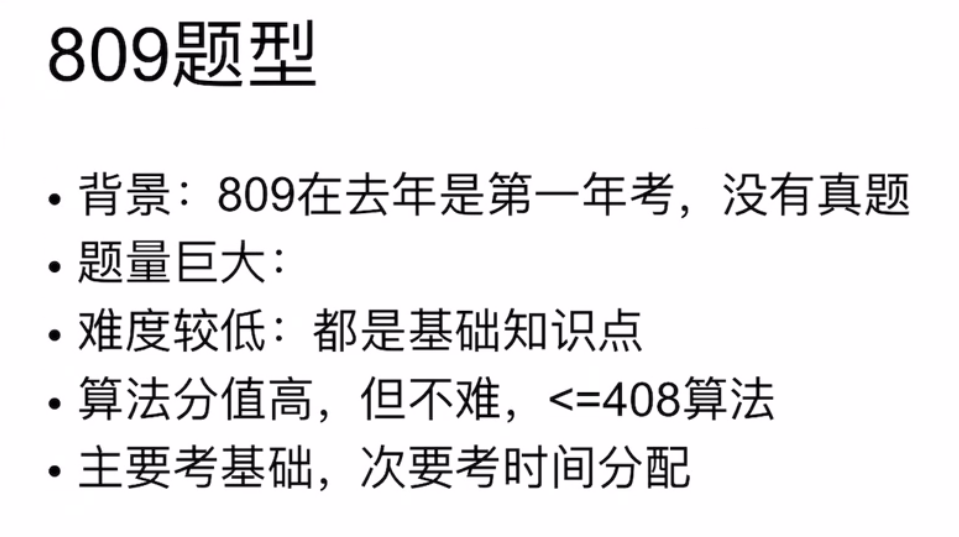 809题型
• 背景：809在去年是第一年考，没有真题
• 题量巨大：
• 难度较低：都是基础知识点
• 算法分值高，但不难，<=408算法
• 主要考基础，次要考时间分配